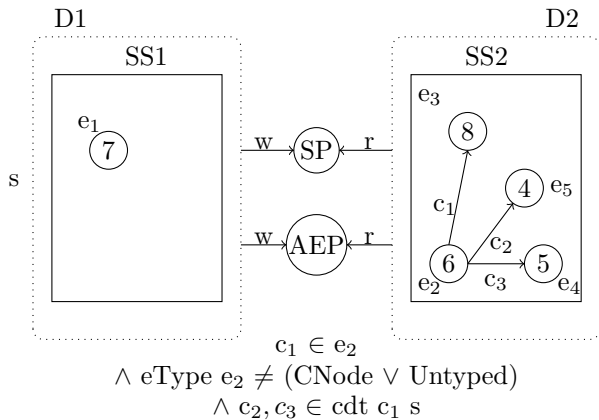 D1
D2
SS1
SS2
e₃
e₁
7
8
w
SP
r
s
4
e₅
c₁
w
AEP
r
c₂
6
5
e₂
c₃
e₄
c₁ ∈ e₂
∧ eType e₂ ≠ (CNode ∨ Untyped)
∧ c₂, c₃ ∈ cdt c₁ s